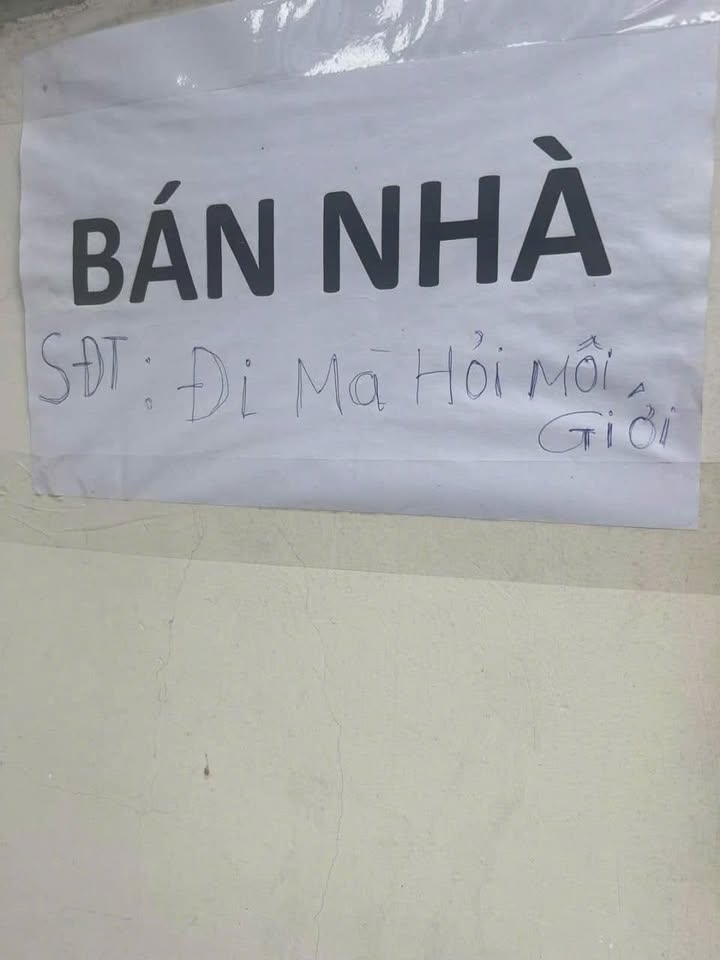 BÁN NHÀ
SĐT: Đi Mà Hỏi Môi
Giới